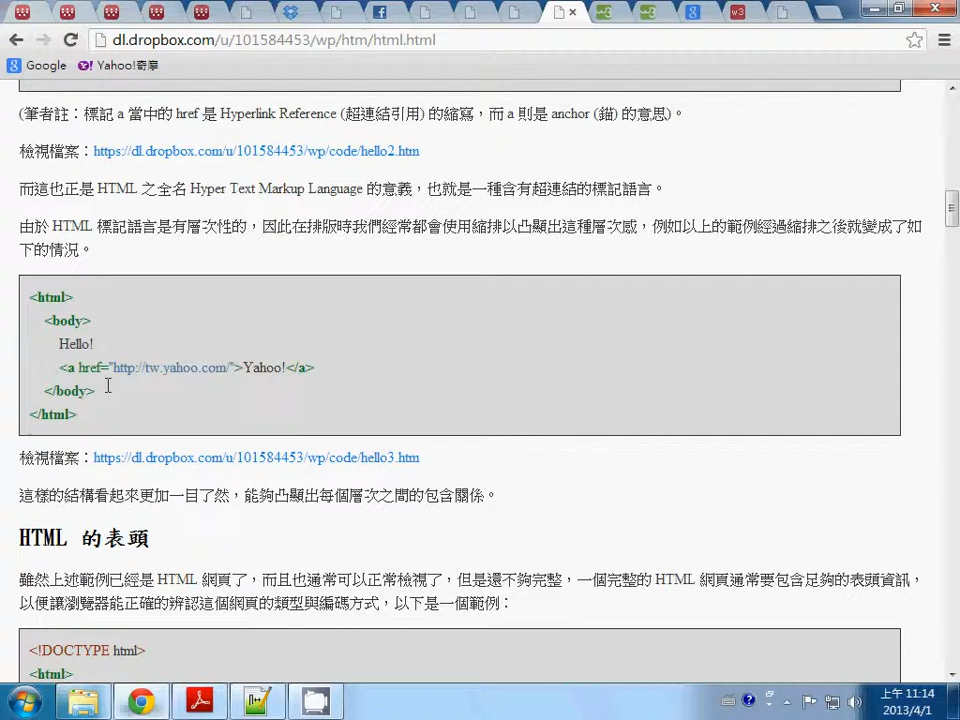 dl.dropbox.com/u/101584453/wp/htm/html.html
Google Yahoo!奇摩
(筆者註：標記 a 當中的 href 是 Hyperlink Reference (超連結引用) 的縮寫，而 a 則是 anchor (錨) 的意思)。
檢視檔案：https://dl.dropbox.com/u/101584453/wp/code/hello2.htm
而這也正是 HTML 之全名 Hyper Text Markup Language 的意義，也就是一種含有超連結的標記語言。
由於 HTML 標記語言是有層次性的，因此在排版時我們經常都會使用縮排以凸顯出這種層次感，例如以上的範例經過縮排之後就變成了如
下的情況。
<html>
<body>
Hello!
<a href="http://tw.yahoo.com/">Yahoo!</a>
</body>
</html>
檢視檔案：https://dl.dropbox.com/u/101584453/wp/code/hello3.htm
這樣的結構看起來更加一目了然，能夠凸顯出每個層次之間的包含關係。
HTML 的表頭
雖然上述範例已經是 HTML 網頁了，而且也通常可以正常檢視了，但是還不夠完整，一個完整的 HTML 網頁通常要包含足夠的表頭資訊，
以便讓瀏覽器能正確的辨認這個網頁的類型與編碼方式，以下是一個範例：
<!DOCTYPE html>
<html>
上午 11:14
2013/4/1